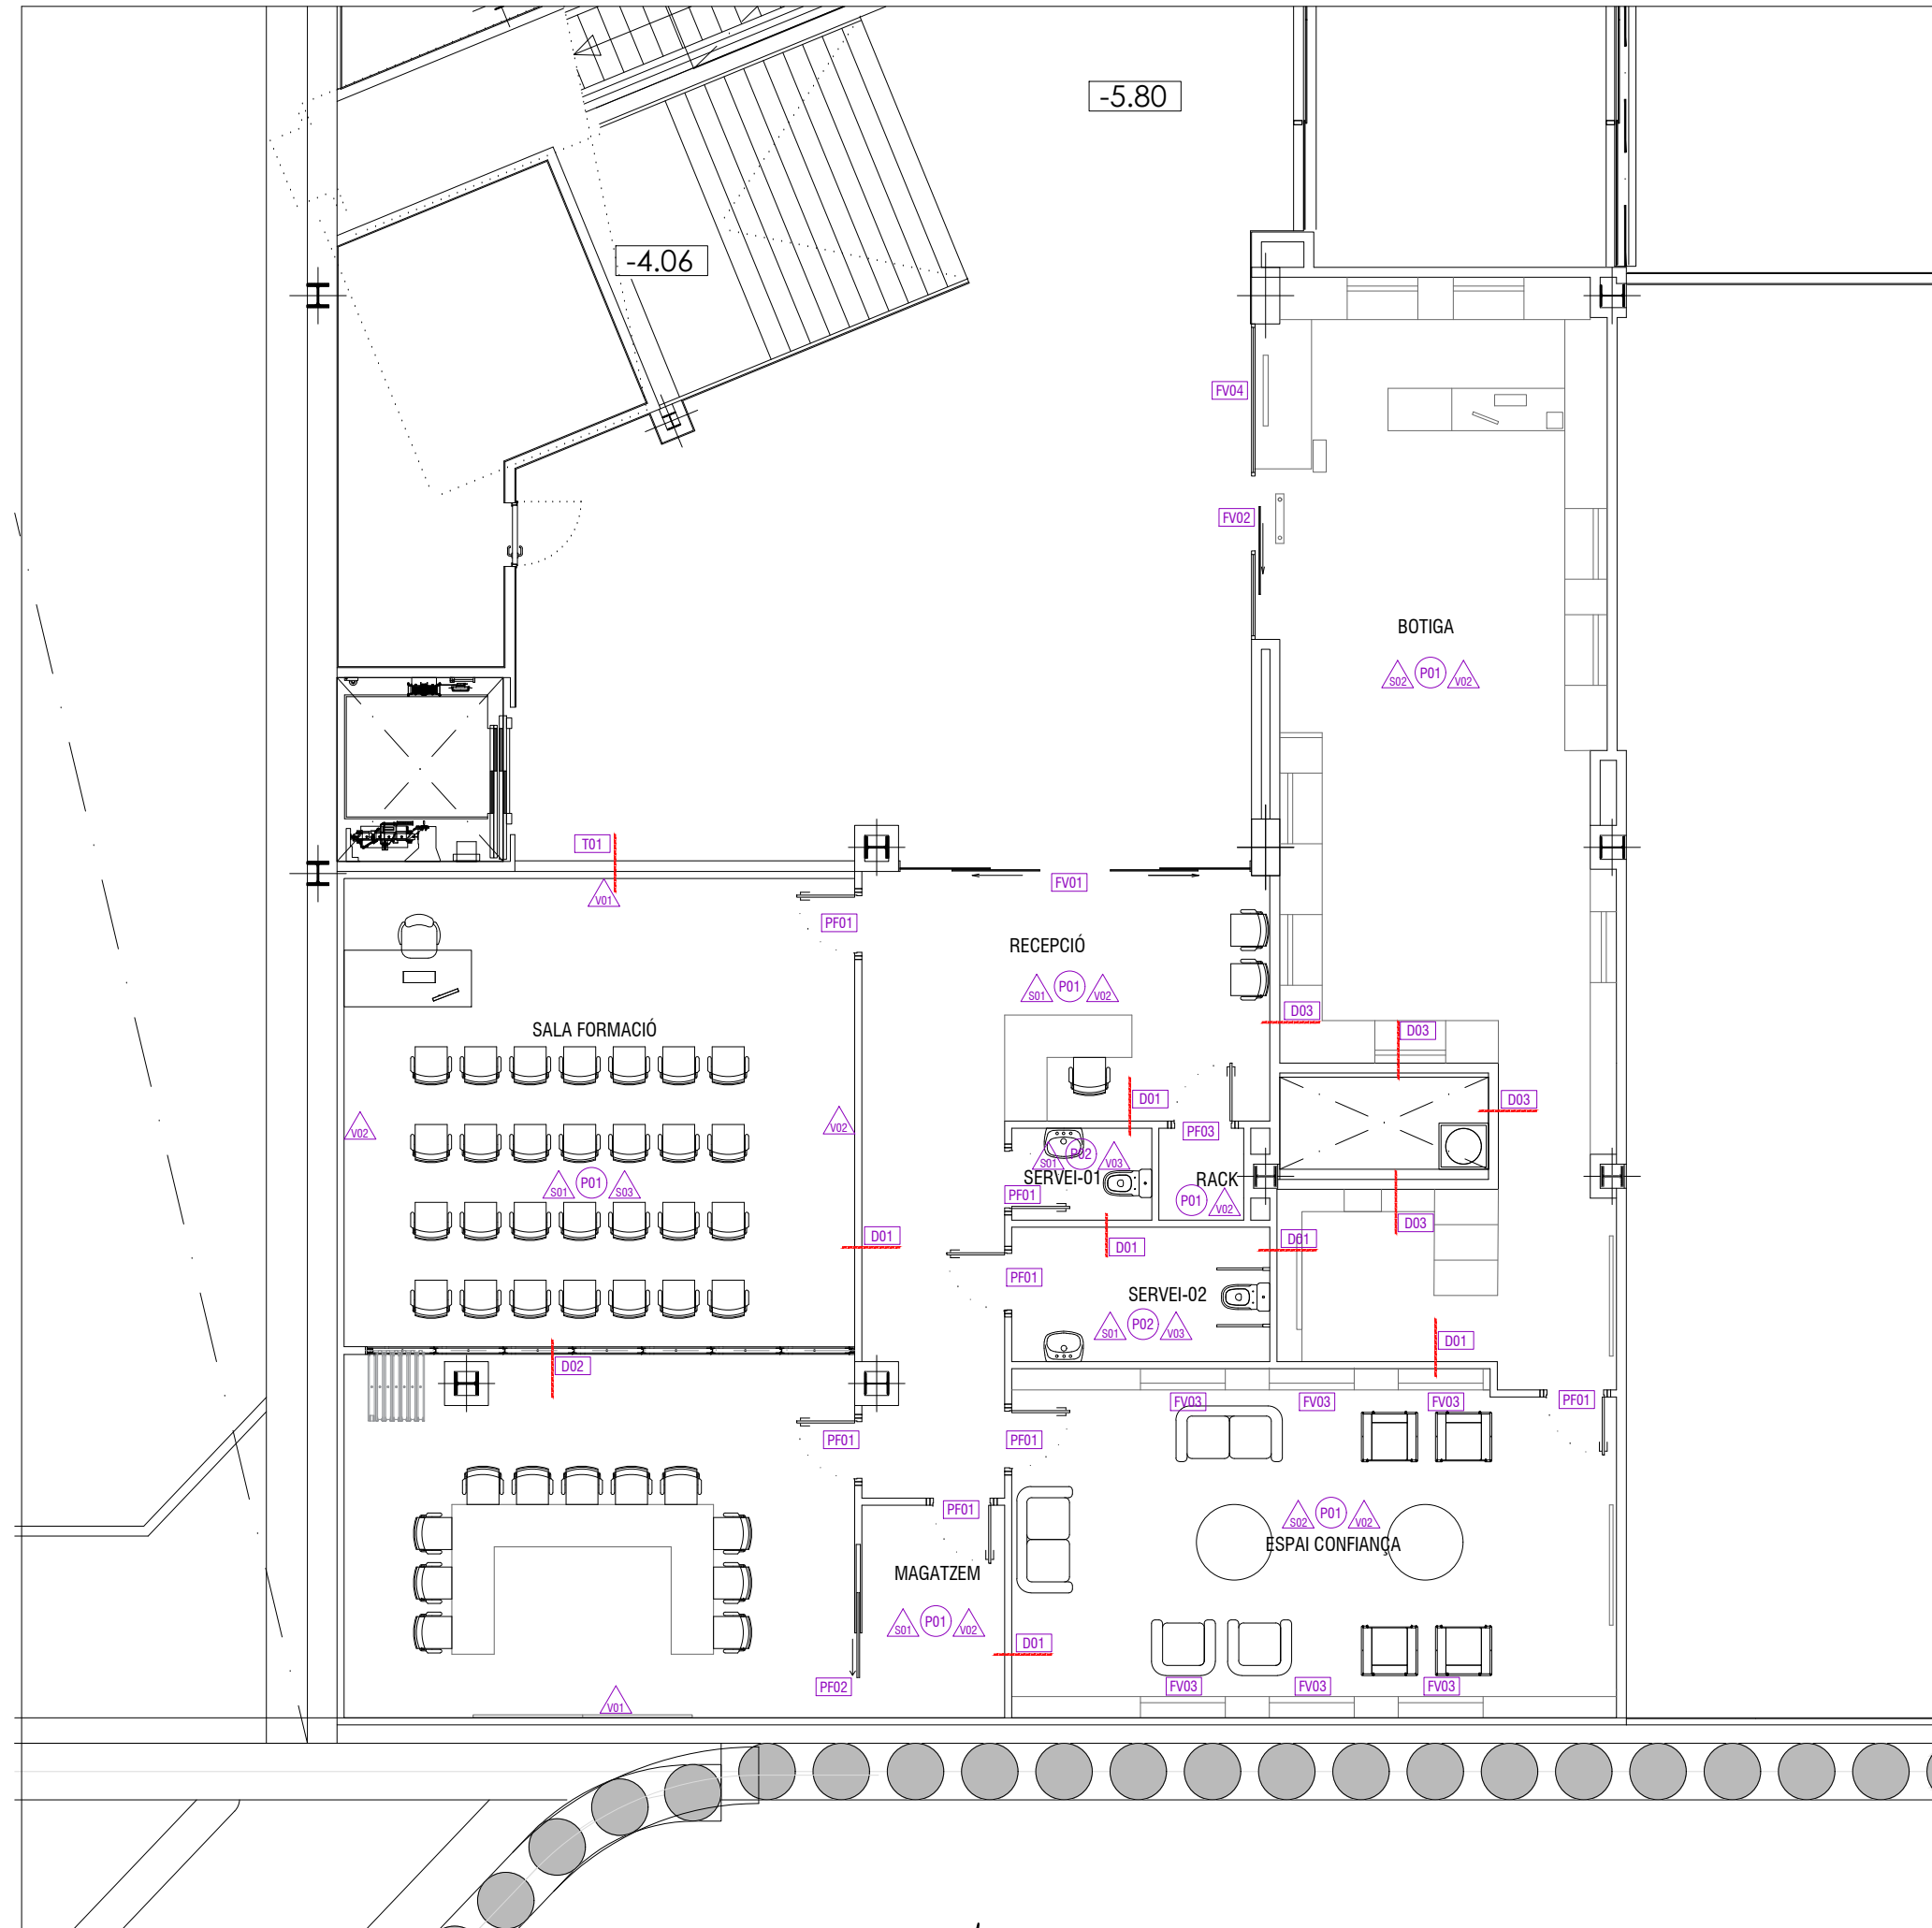 -5.80
-4.06
FV04
FV02
BOTIGA
S02 P01 V02
T01
V01
FV01
PF01
RECEPCIÓ
S01 P01 V02
D03
D03
SALA FORMACIÓ
D01
D03
V02
V02
PF03
S01 P02 V03
SERVEI-01
RACK
S01 P01 S03
PF01
P01 V02
D03
D01
D01
D01
PF01
SERVEI-02
S01 P02 V03
D01
D02
FV03 FV03 FV03
PF01
PF01
PF01
PF01
S02 P01 V02
ESPAI CONFIANÇA
MAGATZEM
S01 P01 V02
D01
PF02
FV03 FV03 FV03
V01